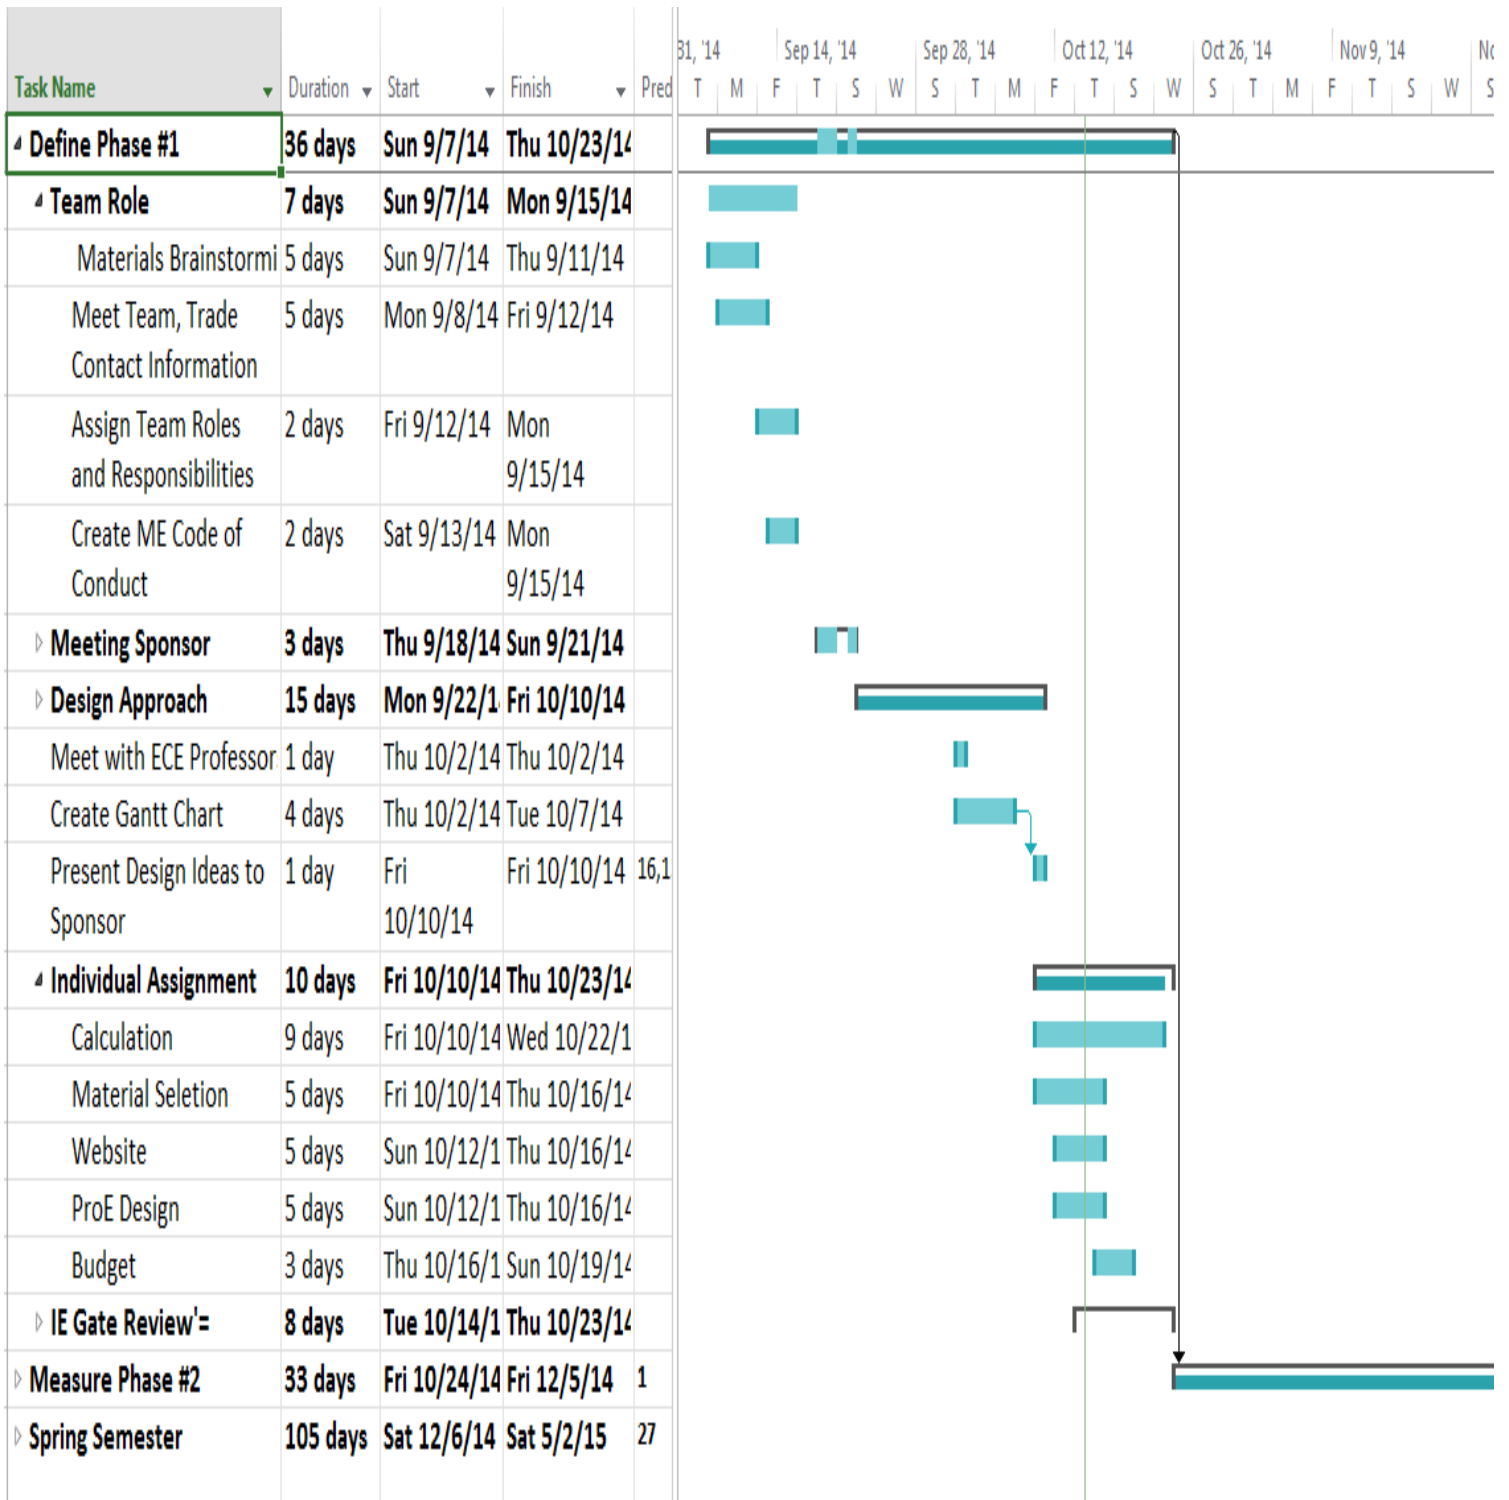 31, '14 Sep 14, '14 Sep 28, '14 Oct 12, '14 Oct 26, '14 Nov 9, '14 No
Task Name Duration Start Finish Pred T M F T S W S T M F T S W S T M F T S W S
Define Phase #1 36 days Sun 9/7/14 Thu 10/23/14
Team Role 7 days Sun 9/7/14 Mon 9/15/14
Materials Brainstormi 5 days Sun 9/7/14 Thu 9/11/14
Meet Team, Trade 5 days Mon 9/8/14 Fri 9/12/14
Contact Information
Assign Team Roles 2 days Fri 9/12/14 Mon
and Responsibilities 9/15/14
Create ME Code of 2 days Sat 9/13/14 Mon
Conduct 9/15/14
Meeting Sponsor 3 days Thu 9/18/14 Sun 9/21/14
Design Approach 15 days Mon 9/22/1 Fri 10/10/14
Meet with ECE Professor 1 day Thu 10/2/14 Thu 10/2/14
Create Gantt Chart 4 days Thu 10/2/14 Tue 10/7/14
Present Design Ideas to 1 day Fri Fri 10/10/14 16,1
Sponsor 10/10/14
Individual Assignment 10 days Fri 10/10/14 Thu 10/23/14
Calculation 9 days Fri 10/10/14 Wed 10/22/1
Material Seletion 5 days Fri 10/10/14 Thu 10/16/14
Website 5 days Sun 10/12/1 Thu 10/16/14
ProE Design 5 days Sun 10/12/1 Thu 10/16/14
Budget 3 days Thu 10/16/1 Sun 10/19/14
IE Gate Review'= 8 days Tue 10/14/1 Thu 10/23/14
Measure Phase #2 33 days Fri 10/24/14 Fri 12/5/14 1
Spring Semester 105 days Sat 12/6/14 Sat 5/2/15 27